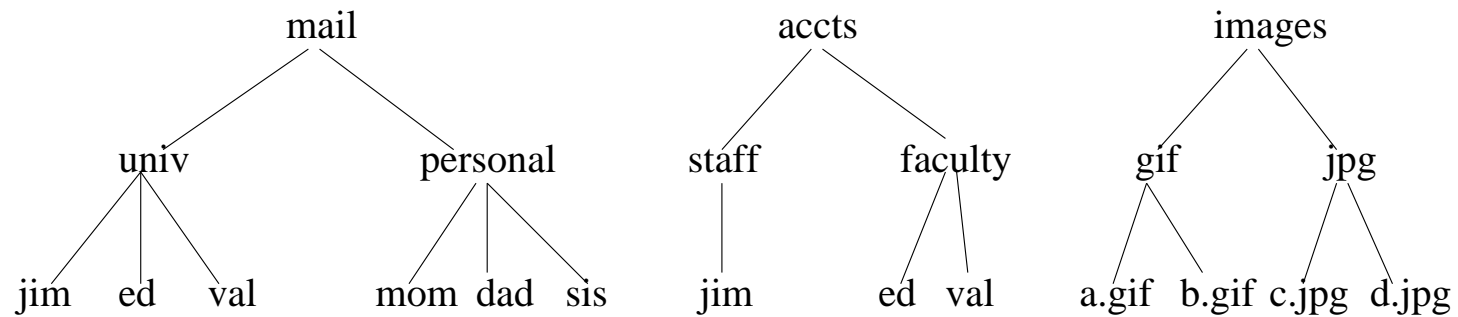 mail accts images
univ personal staff faculty gif jpg
jim ed val mom dad sis jim ed val a.gif b.gif c.jpg d.jpg